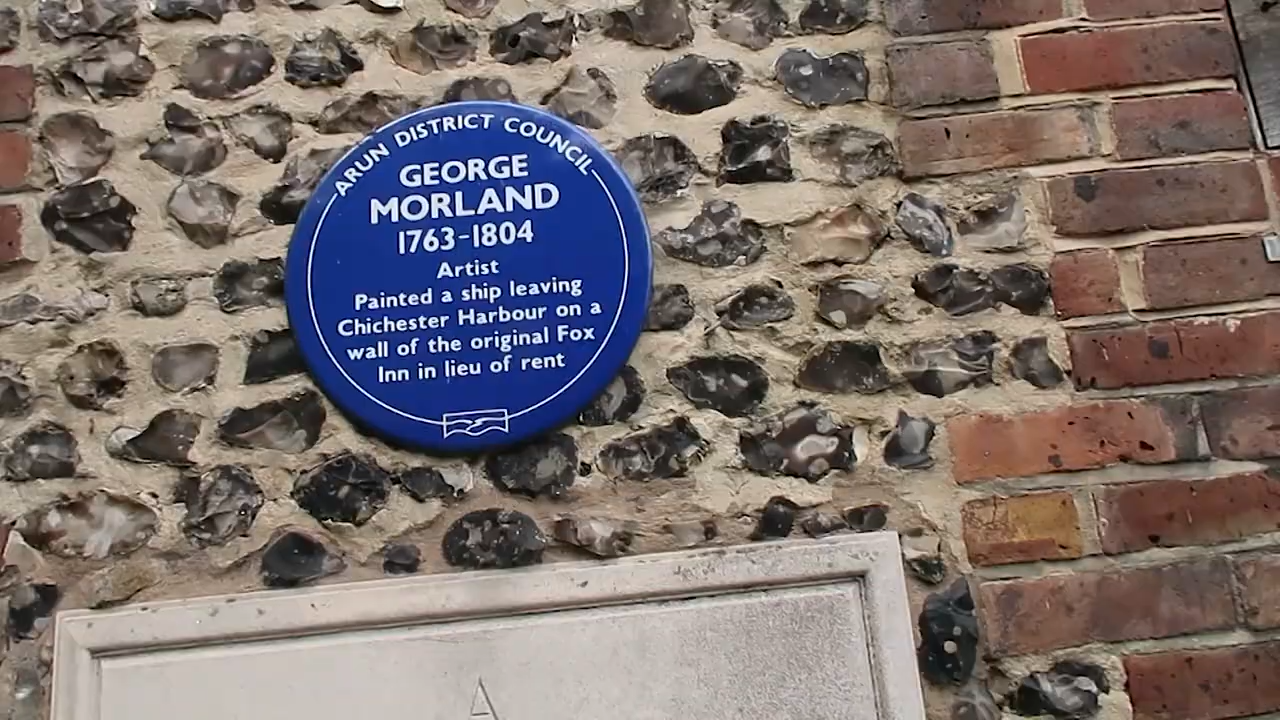 ARUN DISTRICT COUNCIL
GEORGE
MORLAND
1763-1804
Artist
Painted a ship leaving
Chichester Harbour on a
wall of the original Fox
Inn in lieu of rent
A